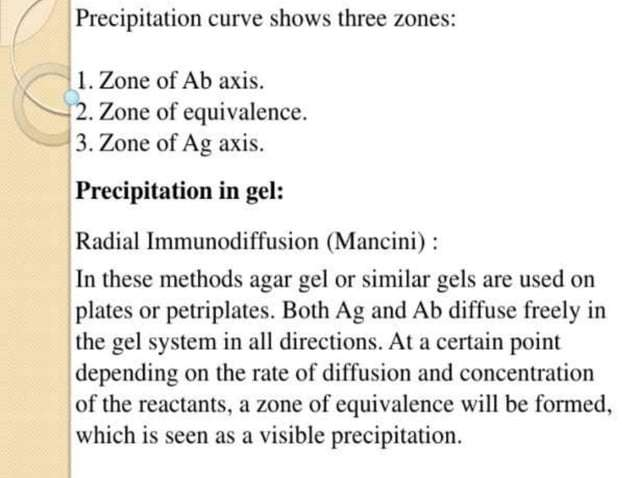 Precipitation curve shows three zones:
1. Zone of Ab axis.
2. Zone of equivalence.
3. Zone of Ag axis.
Precipitation in gel:
Radial Immunodiffusion (Mancini) :
In these methods agar gel or similar gels are used on
plates or petriplates. Both Ag and Ab diffuse freely in
the gel system in all directions. At a certain point
depending on the rate of diffusion and concentration
of the reactants, a zone of equivalence will be formed,
which is seen as a visible precipitation.